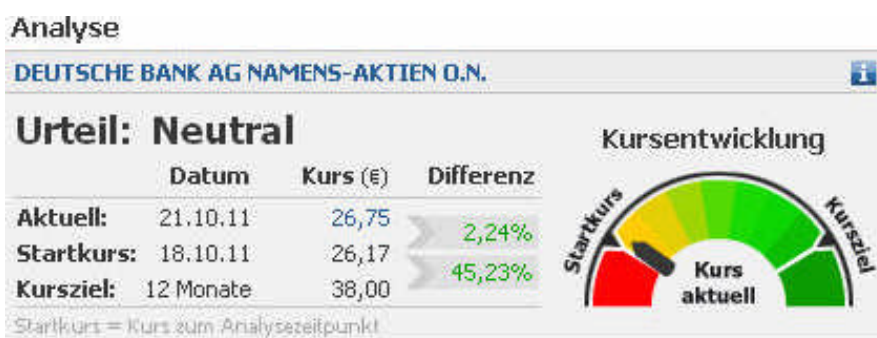 Analyse
DEUTSCHE BANK AG NAMENS-AKTIEN O.N.
Urteil: Neutral
Datum Kurs (€) Differenz
Aktuell: 21.10.11 26,75
2,24%
Startkurs: 18.10.11 26,17
45,23%
Kursziel: 12 Monate 38,00
Startkurs = Kurs zum Analysezeitpunkt
Kursentwicklung
Startkurs
Kursziel
Kurs
aktuell